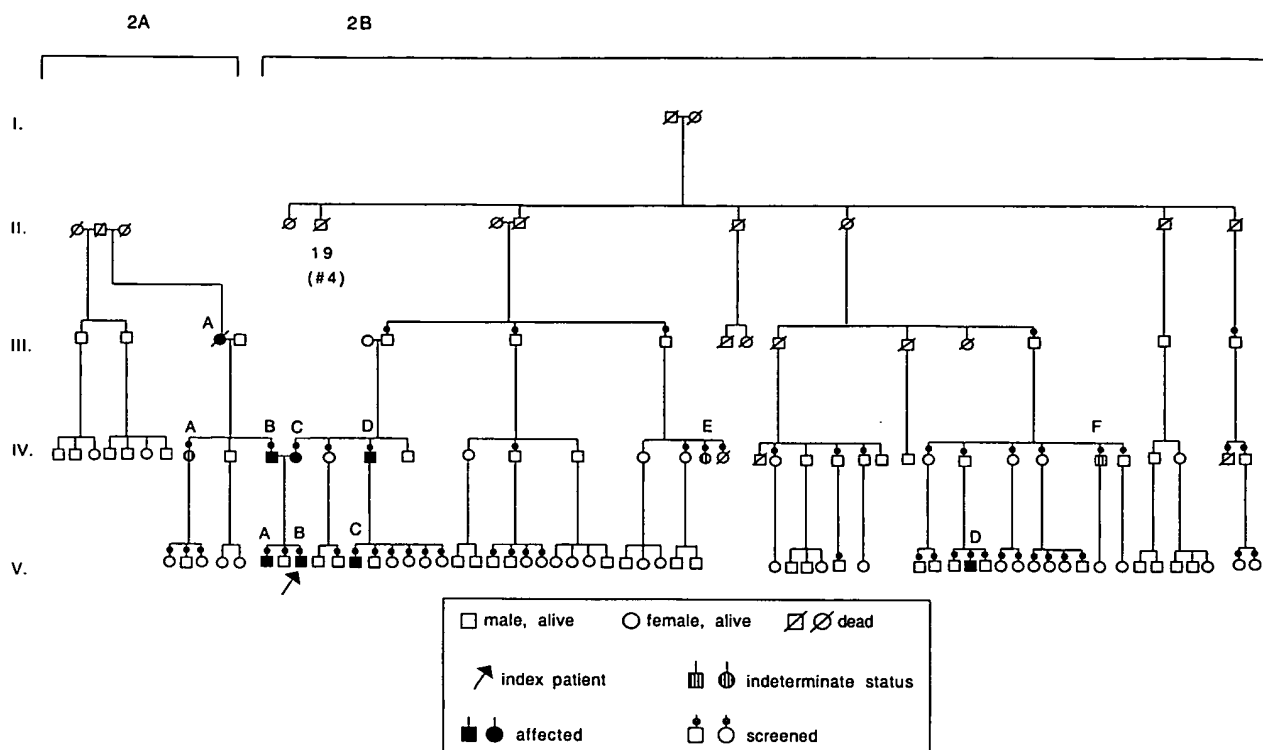 2A 2B
I.
II.
19
(#4)
A
III.
A B C D E F
IV.
A B C D
V.
male, alive female, alive dead
index patient indeterminate status
affected screened